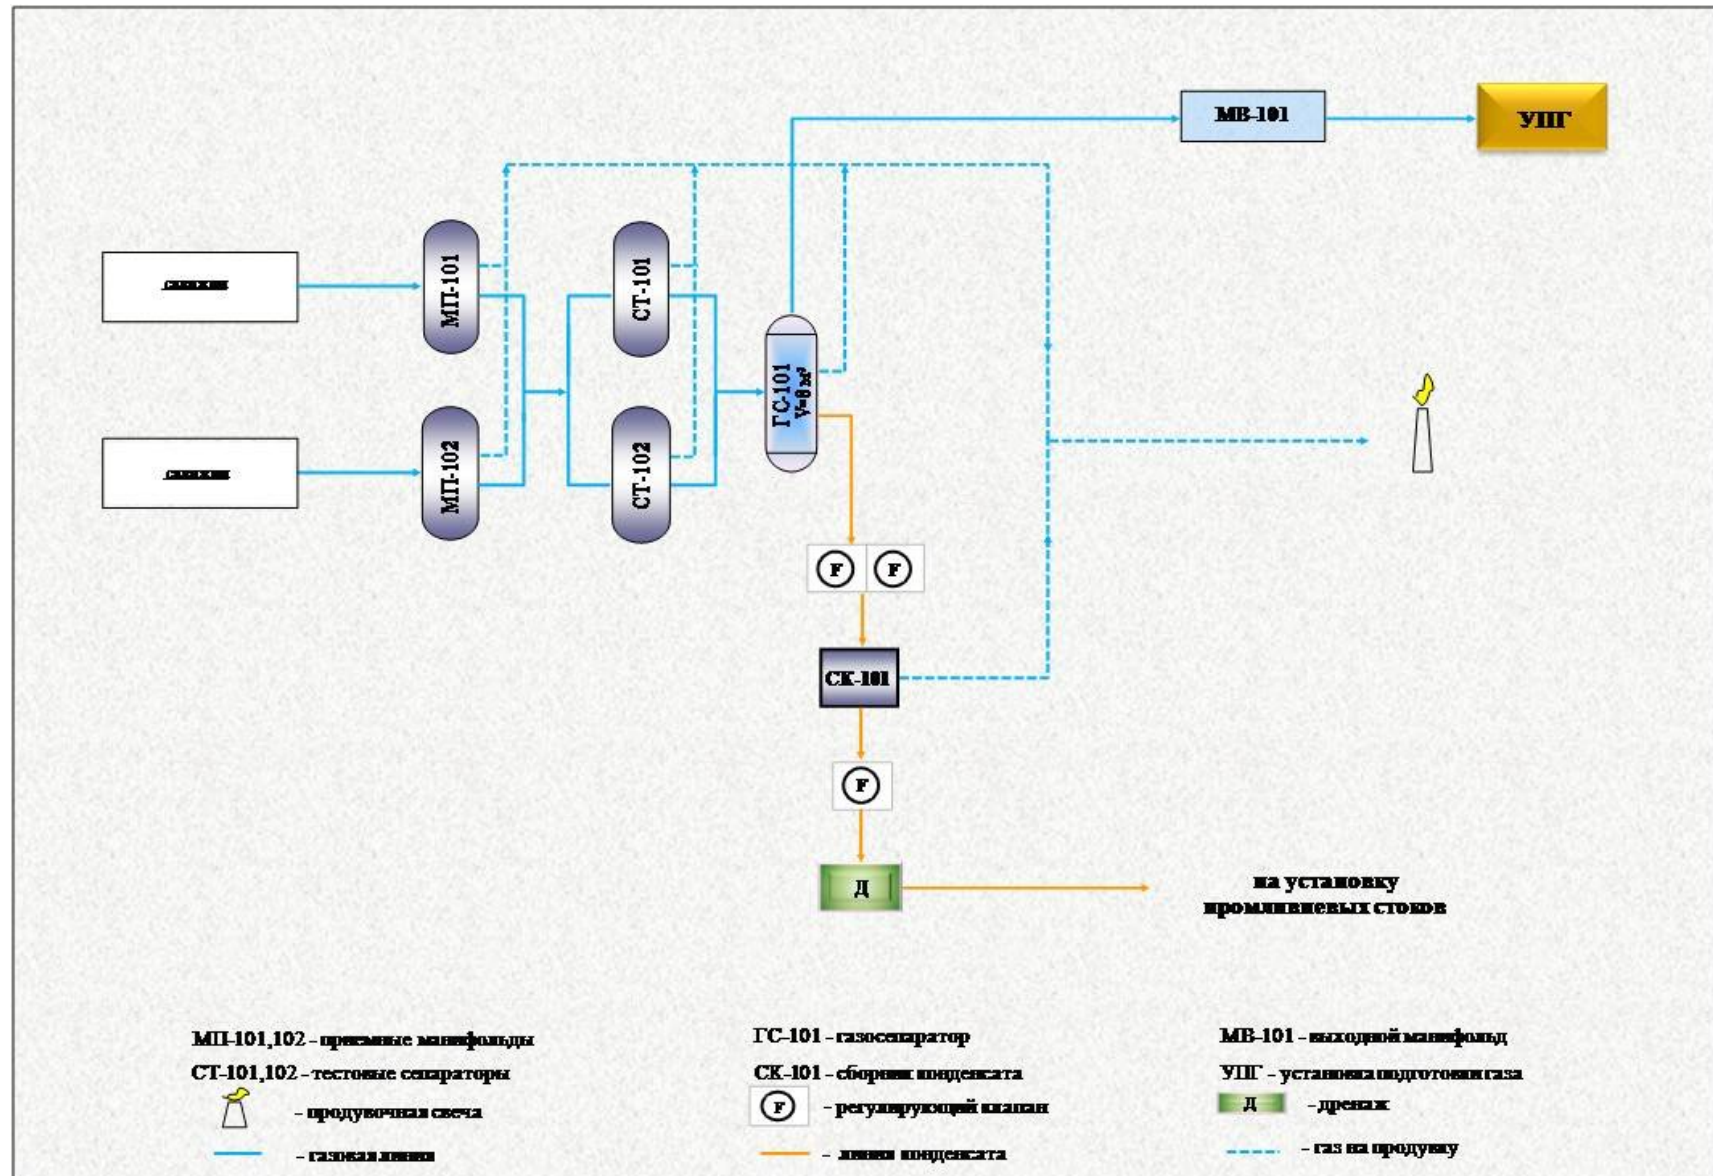 МВ-101
УПГ
МП-101
СТ-101
ГС-101
V=8 м³
МП-102
СТ-102
F
F
СК-101
F
Д
на установку
промливневых стоков
МП-101,102 - приемные манифольды
ГС-101 - газосепаратор
МВ-101 - выходной манифольд
СТ-101,102 - тестовые сепараторы
СК-101 - сборник конденсата
УПГ - установка подготовки газа
- продувочная свеча
F - регулирующий клапан
Д - дренаж
- газовая линия
- линия конденсата
- газ на продувку